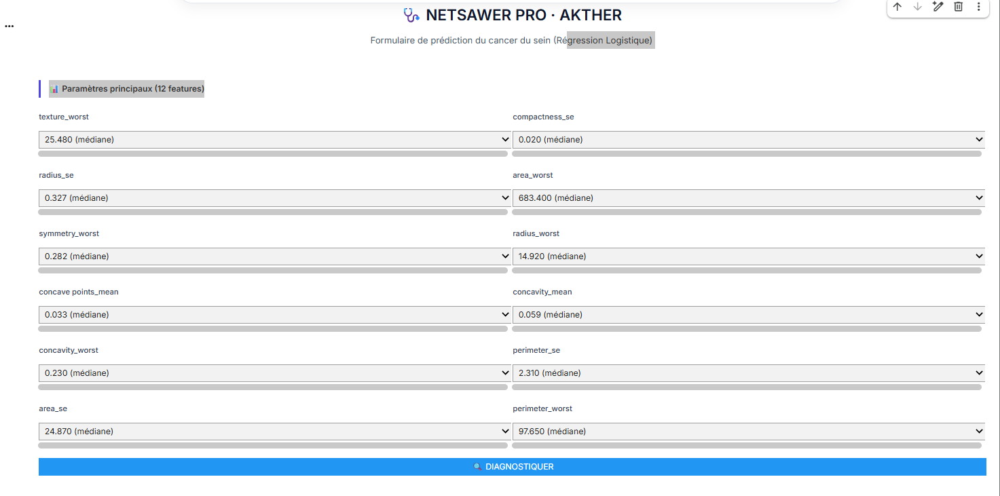 NETSAWER PRO · AKTHER
Formulaire de prédiction du cancer du sein (Régression Logistique)
Paramètres principaux (12 features)
texture_worst compactness_se
25.480 (médiane) 0.020 (médiane)
radius_se area_worst
0.327 (médiane) 683.400 (médiane)
symmetry_worst radius_worst
0.282 (médiane) 14.920 (médiane)
concave points_mean concavity_mean
0.033 (médiane) 0.059 (médiane)
concavity_worst perimeter_se
0.230 (médiane) 2.310 (médiane)
area_se perimeter_worst
24.870 (médiane) 97.650 (médiane)
DIAGNOSTIQUER